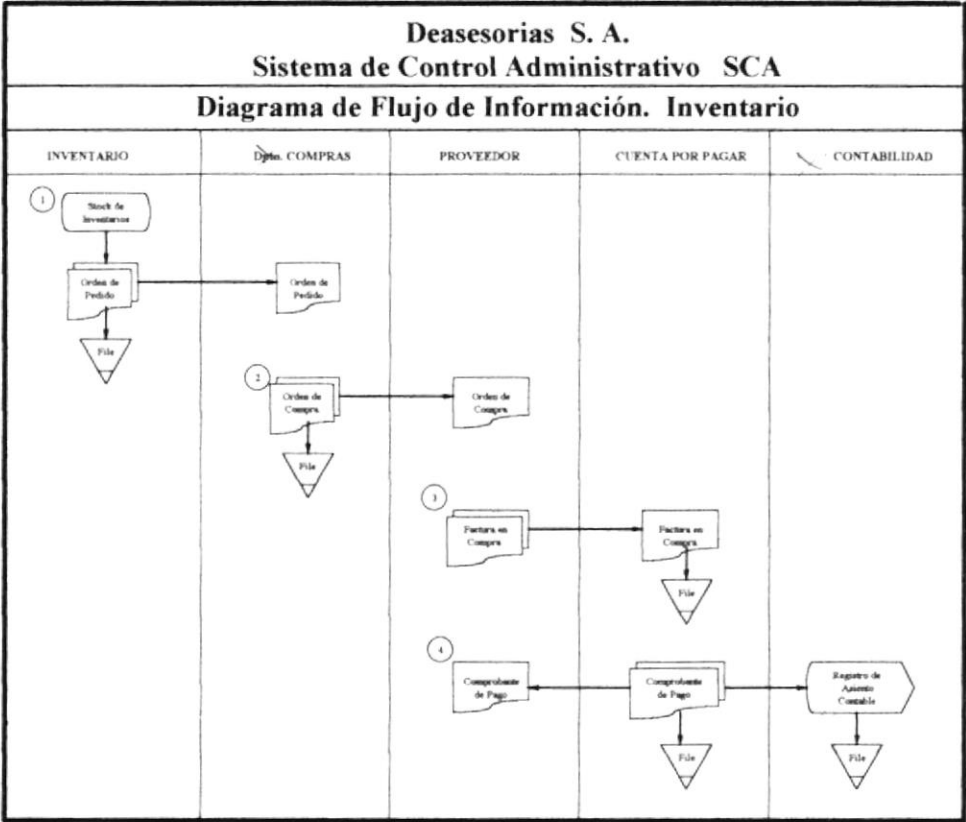 Deasesorias S. A.
Sistema de Control Administrativo SCA
Diagrama de Flujo de Información. Inventario
INVENTARIO
Dpto. COMPRAS
PROVEEDOR
CUENTA POR PAGAR
CONTABILIDAD
1
Stock de
Inventarios
Orden de
Pedido
Orden de
Pedido
File
2
Orden de
Compra
Orden de
Compra
File
3
Factura en
Compra
Factura en
Compra
File
4
Comprobante
de Pago
Comprobante
de Pago
Registro de
Asiento
Contable
File
File